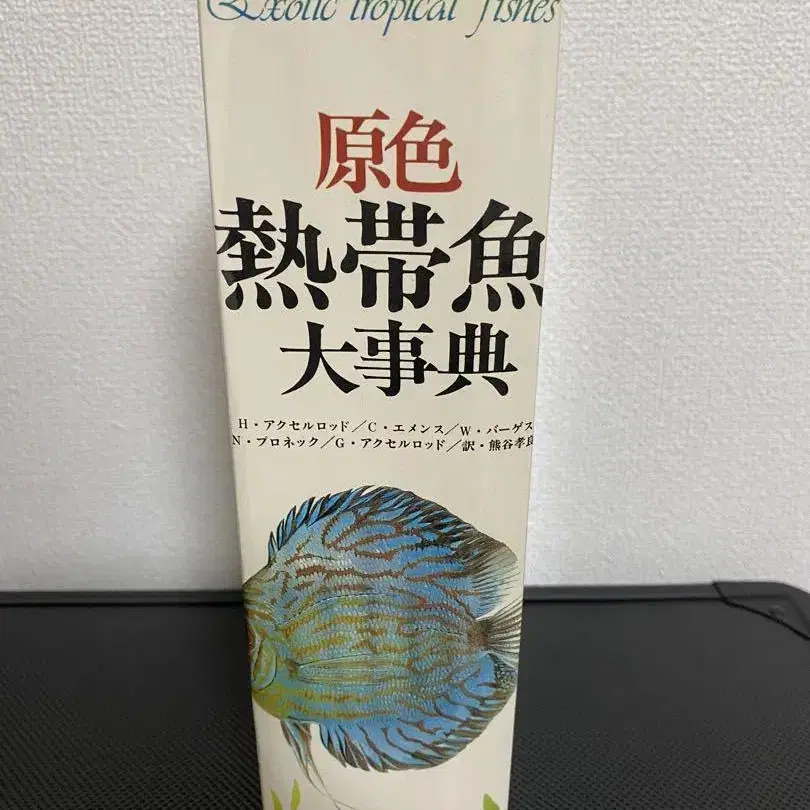 Exotic tropical fishes
原色
熱帯魚
大事典
H・アクセルロッド／C・エメンス／W・バーゲス
N・プロネック／G・アクセルロッド／訳・熊谷孝良